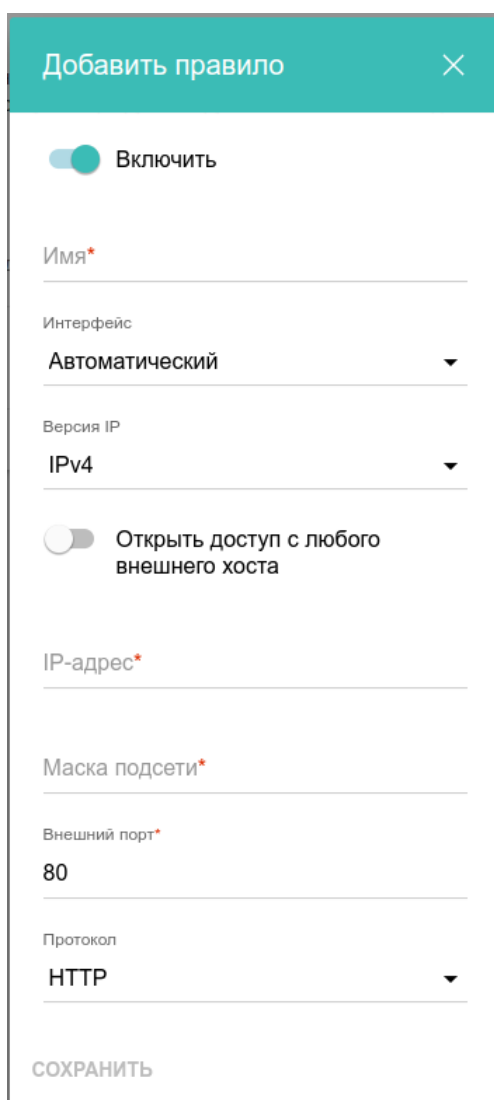 Добавить правило
Включить
Имя*
Интерфейс
Автоматический
Версия IP
IPv4
Открыть доступ с любого
внешнего хоста
IP-адрес*
Маска подсети*
Внешний порт*
80
Протокол
HTTP
СОХРАНИТЬ